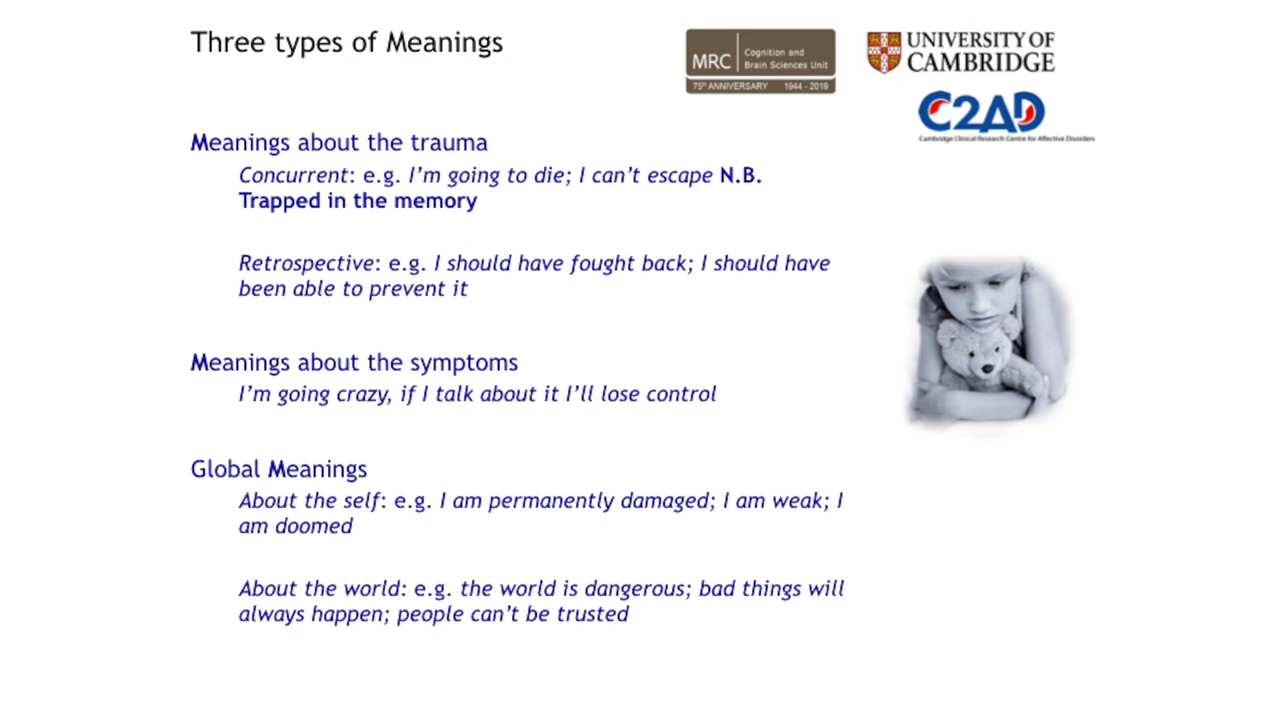 Three types of Meanings
MRC
Cognition and
Brain Sciences Unit
75th ANNIVERSARY 1944 - 2019
UNIVERSITY OF
CAMBRIDGE
C2AD
Cambridge Clinical Research Centre for Affective Disorders
Meanings about the trauma
Concurrent: e.g. I’m going to die; I can’t escape N.B.
Trapped in the memory
Retrospective: e.g. I should have fought back; I should have
been able to prevent it
Meanings about the symptoms
I’m going crazy, if I talk about it I’ll lose control
Global Meanings
About the self: e.g. I am permanently damaged; I am weak; I
am doomed
About the world: e.g. the world is dangerous; bad things will
always happen; people can’t be trusted